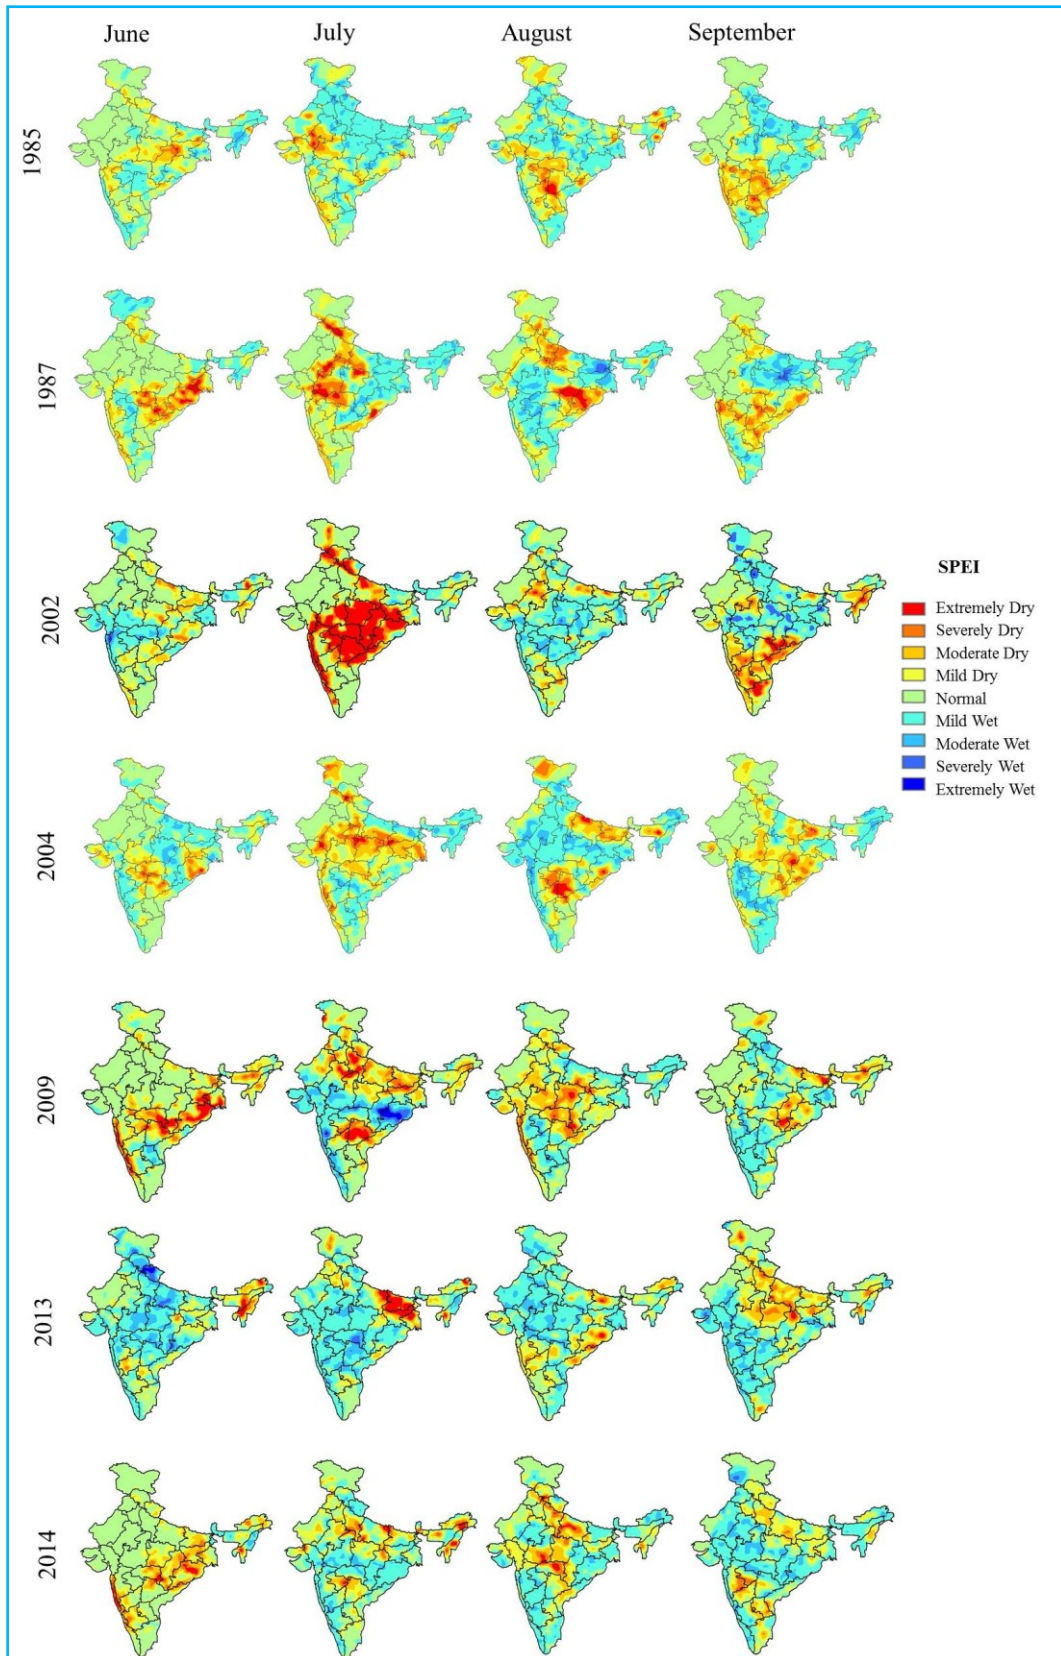 June July August September
1985
1987
2002
SPEI
Extremely Dry
Severely Dry
Moderate Dry
Mild Dry
Normal
Mild Wet
Moderate Wet
Severely Wet
Extremely Wet
2004
2009
2013
2014